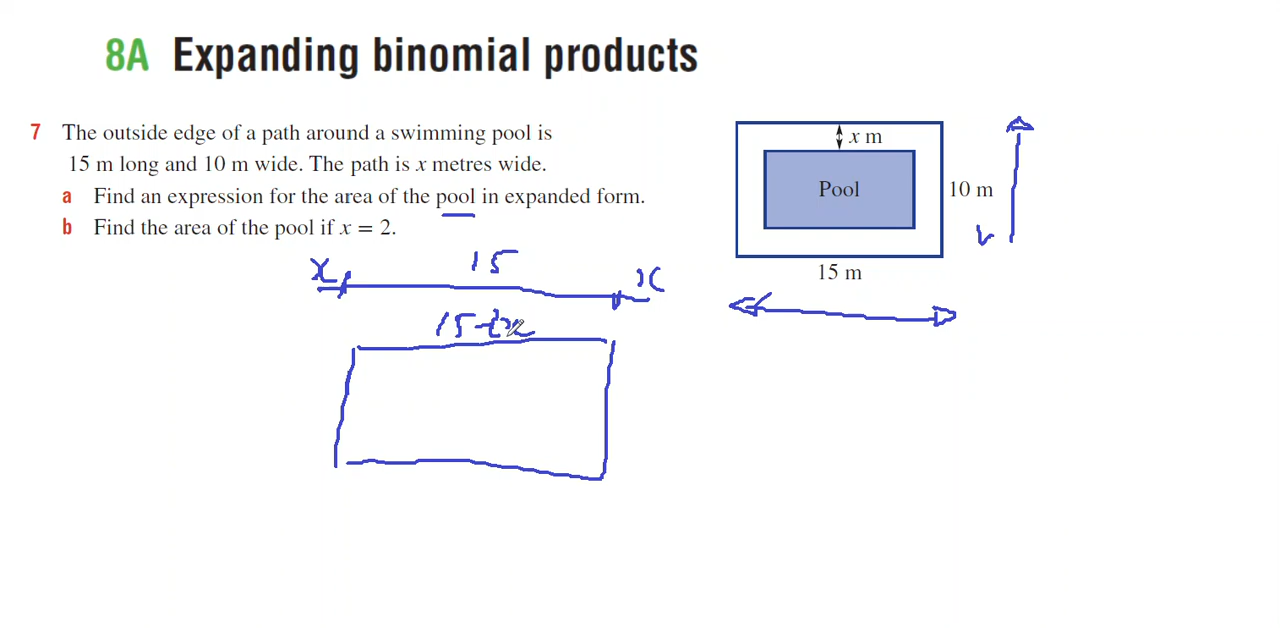 8A Expanding binomial products
7 The outside edge of a path around a swimming pool is
15 m long and 10 m wide. The path is x metres wide.
a Find an expression for the area of the pool in expanded form.
b Find the area of the pool if x = 2.
x m
Pool
10 m
15 m
x
15
x
15